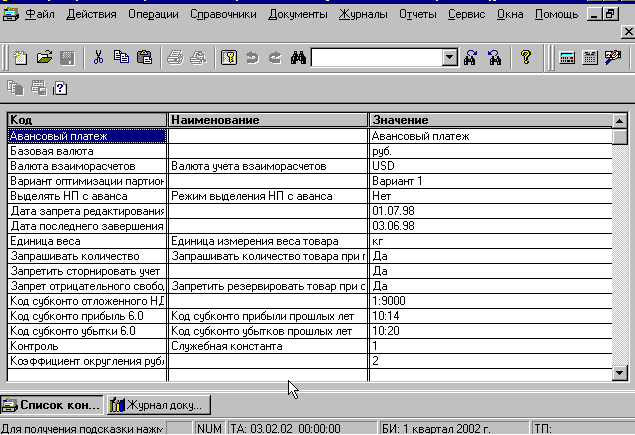 Файл Действия Операции Справочники Документы Журналы Отчеты Сервис Окна Помощь
Код Наименование Значение
Авансовый платеж Авансовый платеж
Базовая валюта руб.
Валюта взаиморасчетов Валюта учета взаиморасчетов USD
Вариант оптимизации партион Вариант 1
Выделять НП с аванса Режим выделения НП с аванса Нет
Дата запрета редактирования 01.07.98
Дата последнего завершения 03.06.98
Единица веса Единица измерения веса товара кг
Запрашивать количество Запрашивать количество товара при п Да
Запретить сторнировать учет Да
Запрет отрицательного свобо, Запретить резервировать товар при с Да
Код субконто отложенного НД 1:9000
Код субконто прибыль 6.0 Код субконто прибыли прошлых лет 10:14
Код субконто убытки 6.0 Код субконто убытков прошлых лет 10:20
Контроль Служебная константа 1
Коэффициент округления рубл 2
Список кон... Журнал доку...
Для получения подсказки нажм NUM ТА: 03.02.02 00:00:00 БИ: 1 квартал 2002 г. ТП: